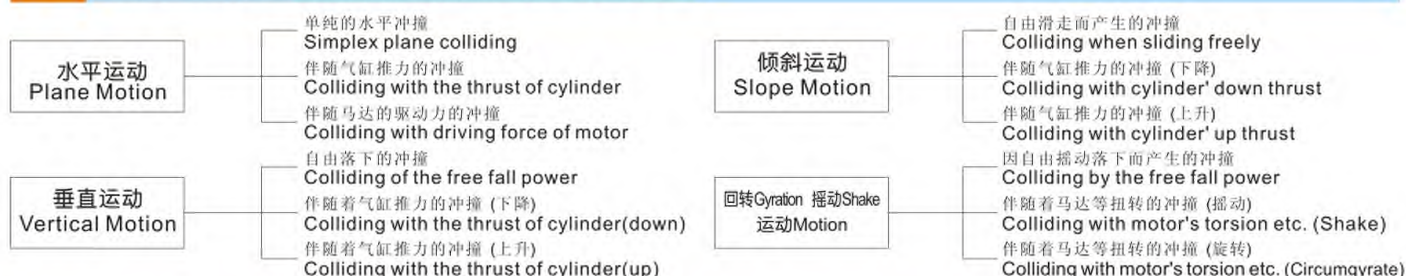 水平运动
Plane Motion
单纯的水平冲撞
Simplex plane colliding
伴随气缸推力的冲撞
Colliding with the thrust of cylinder
伴随马达的驱动力的冲撞
Colliding with driving force of motor
倾斜运动
Slope Motion
自由滑走而产生的冲撞
Colliding when sliding freely
伴随气缸推力的冲撞 (下降)
Colliding with cylinder' down thrust
伴随气缸推力的冲撞 (上升)
Colliding with cylinder' up thrust
垂直运动
Vertical Motion
自由落下的冲撞
Colliding of the free fall power
伴随着气缸推力的冲撞 (下降)
Colliding with the thrust of cylinder(down)
伴随着气缸推力的冲撞 (上升)
Colliding with the thrust of cylinder(up)
回转Gyration 摇动Shake
运动Motion
因自由摇动落下而产生的冲撞
Colliding by the free fall power
伴随着马达等扭转的冲撞 (摇动)
Colliding with motor's torsion etc. (Shake)
伴随着马达等扭转的冲撞 (旋转)
Colliding with motor's torsion etc. (Circumgyrate)